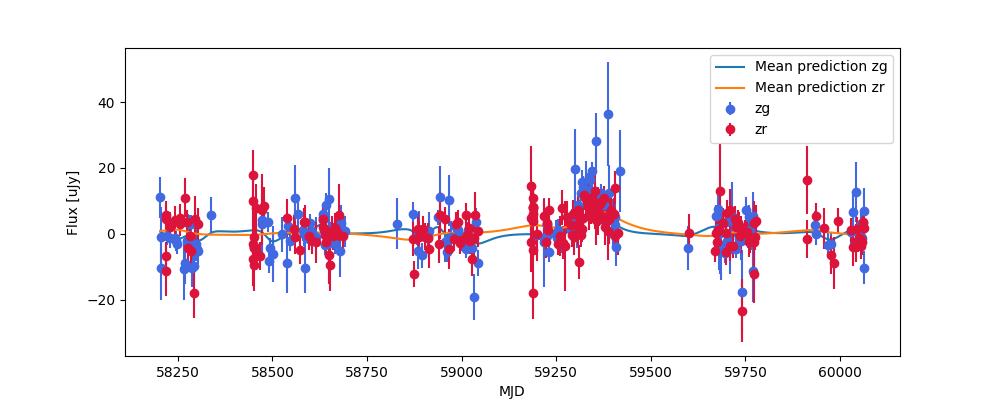 Mean prediction zg
Mean prediction zr
zg
zr
Flux [uJy]
40
20
0
−20
58250 58500 58750 59000 59250 59500 59750 60000
MJD